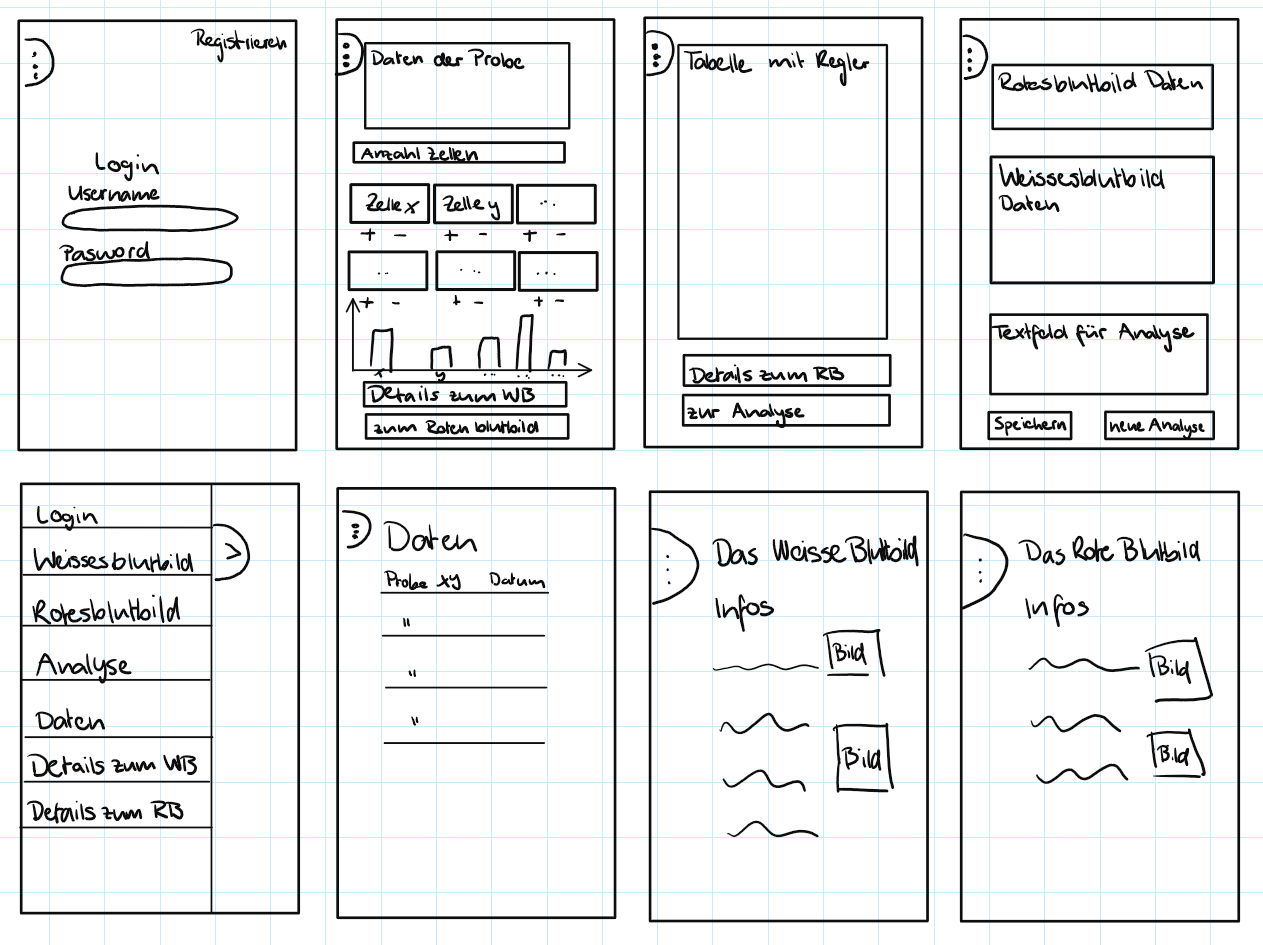 Registrieren
Login
Username
Pasword
Daten der Probe
Anzahl Zellen
Zelle x
Zelle y
...
+ -
+ -
+ -
...
...
...
+ -
+ -
+ -
x
y
...
...
...
Details zum WB
zum Roten blutbild
Tabelle mit Regler
Details zum RB
zur Analyse
Rotesblutbild Daten
Weissesblutbild
Daten
Textfeld für Analyse
Speichern
neue Analyse
Login
Weissesblutbild
Rotesblutbild
Analyse
Daten
Details zum WB
Details zum RB
Daten
Probe xy Datum
"
"
"
Das Weisse Blutbild
Infos
Bild
Bild
Das Rote Blutbild
Infos
Bild
Bild